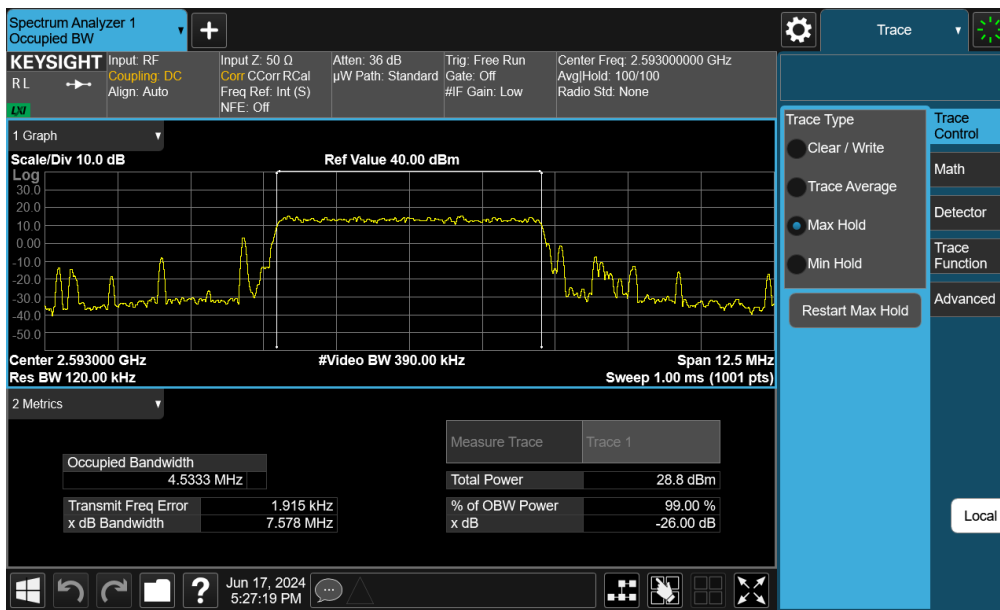 Spectrum Analyzer 1
Occupied BW
Trace
KEYSIGHT
R L
LXI
Input: RF
Coupling: DC
Align: Auto
Input Z: 50 Ω
Corr CCorr RCal
Freq Ref: Int (S)
NFE: Off
Atten: 36 dB
µW Path: Standard
Trig: Free Run
Gate: Off
#IF Gain: Low
Center Freq: 2.593000000 GHz
Avg|Hold: 100/100
Radio Std: None
1 Graph
Scale/Div 10.0 dB
Ref Value 40.00 dBm
Log
30.0
20.0
10.0
0.00
-10.0
-20.0
-30.0
-40.0
-50.0
Center 2.593000 GHz
#Video BW 390.00 kHz
Span 12.5 MHz
Res BW 120.00 kHz
Sweep 1.00 ms (1001 pts)
2 Metrics
Measure Trace
Trace 1
Occupied Bandwidth
4.5333 MHz
Total Power
28.8 dBm
Transmit Freq Error
1.915 kHz
% of OBW Power
99.00 %
x dB Bandwidth
7.578 MHz
x dB
-26.00 dB
Trace Type
Clear / Write
Trace Average
Max Hold
Min Hold
Restart Max Hold
Trace
Control
Math
Detector
Trace
Function
Advanced
Local
?
Jun 17, 2024
5:27:19 PM